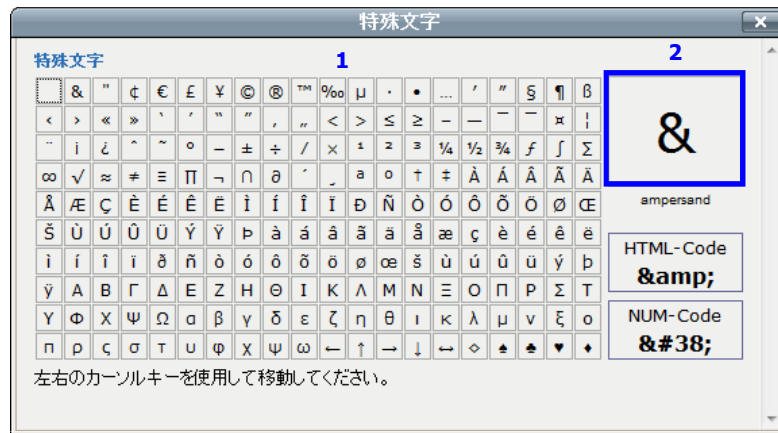 特殊文字
×
特殊文字 1 2
& " ¢ € £ ¥ © ® ™ ‰ µ · • … ′ ″ § ¶ ß
‹ › « » ‘ ’ “ ” ‚ „ < > ≤ ≥ – — ¯ ‾ ¤ ¦
¨ ¡ ¿ ˆ ˜ ° − ± ÷ ⁄ × ¹ ² ³ ¼ ½ ¾ ƒ ∫ ∑
∞ √ ≈ ≠ ≡ ∏ ¬ ∩ ∂ ´ ¸ ª º † ‡ À Á Â Ã Ä
Å Æ Ç È É Ê Ë Ì Í Î Ï Ð Ñ Ò Ó Ô Õ Ö Ø Œ
Š Ù Ú Û Ü Ý Ÿ Þ à á â ã ä å æ ç è é ê ë
ì í î ï ð ñ ò ó ô õ ö ø œ š ù ú û ü ý þ
ÿ Α Β Γ Δ Ε Ζ Η Θ Ι Κ Λ Μ Ν Ξ Ο Π Ρ Σ Τ
Υ Φ Χ Ψ Ω α β γ δ ε ζ η θ ι κ λ μ ν ξ ο
π ρ ς σ τ υ φ χ ψ ω ← ↑ → ↓ ↔ ◊ ♠ ♣ ♥ ♦
左右のカーソルキーを使用して移動してください。
&
ampersand
HTML-Code
&amp;amp;
NUM-Code
&amp;#38;